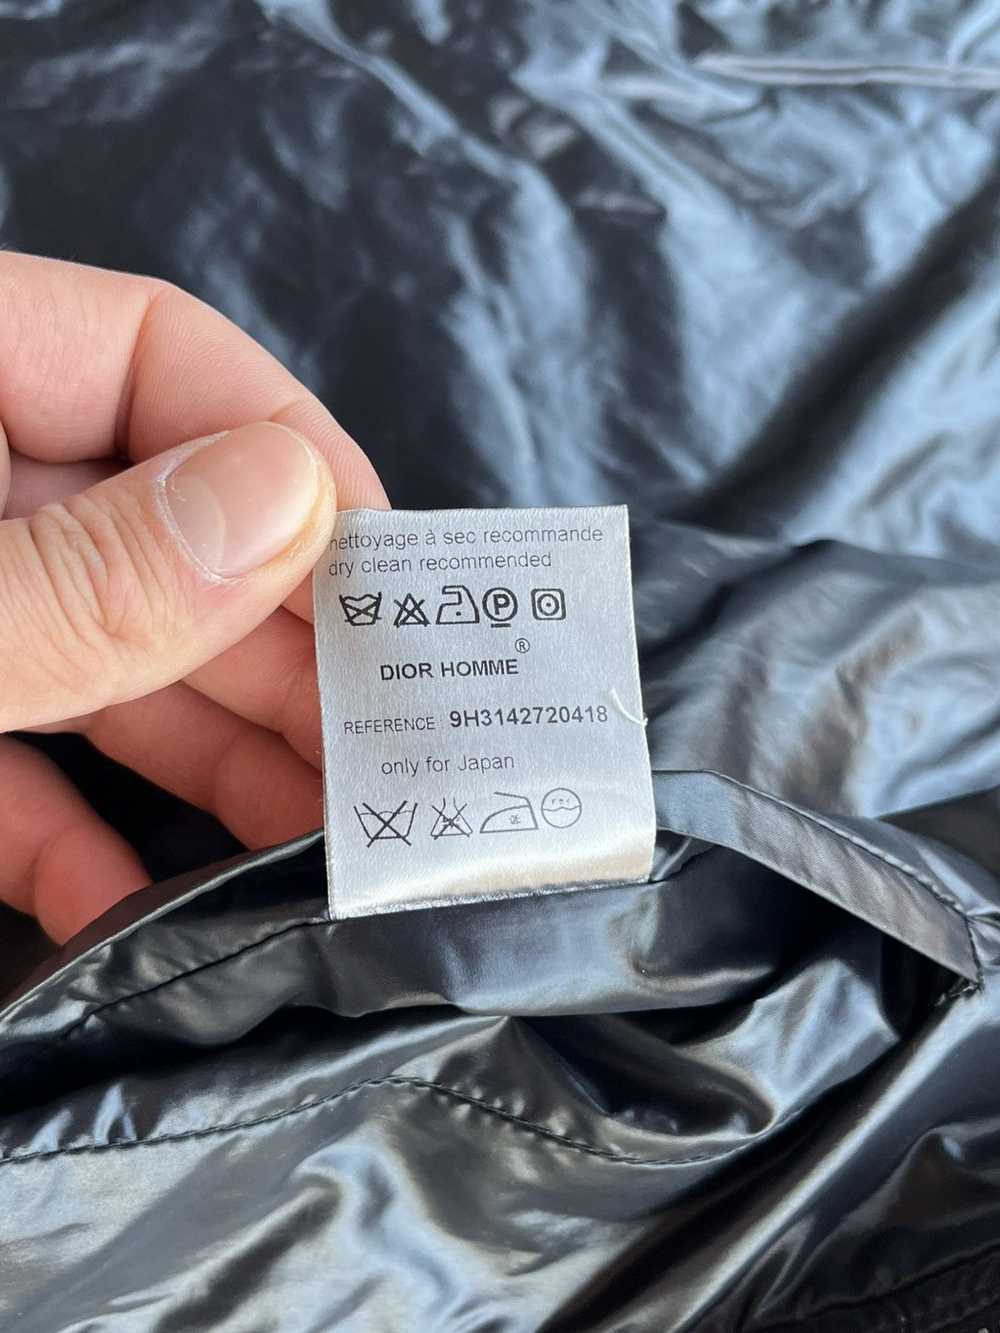 nettoyage à sec recommande
dry clean recommended
P
DIOR HOMME ®
REFERENCE 9H3142720418
only for Japan